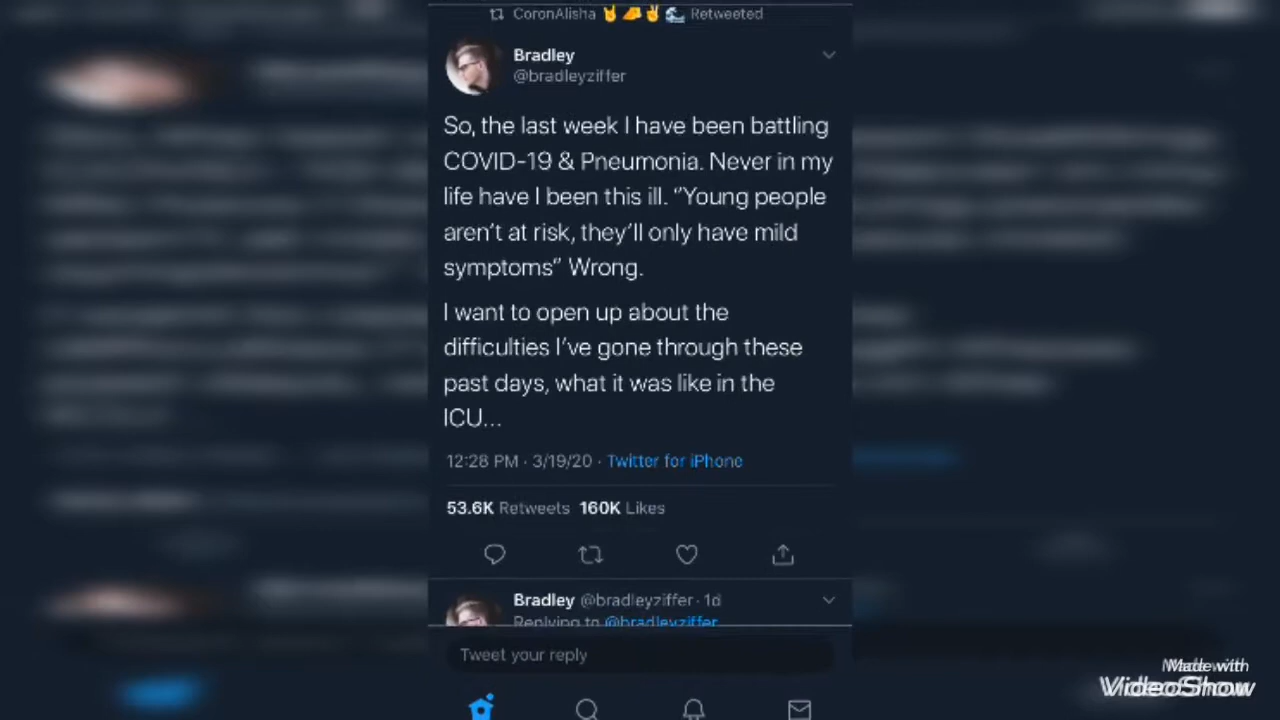 CoronAlisha 🤘🧀✌️🌊 Retweeted
Bradley
@bradleyziffer
So, the last week I have been battling
COVID-19 & Pneumonia. Never in my
life have I been this ill. “Young people
aren’t at risk, they’ll only have mild
symptoms” Wrong.
I want to open up about the
difficulties I’ve gone through these
past days, what it was like in the
ICU...
12:28 PM · 3/19/20 · Twitter for iPhone
53.6K Retweets 160K Likes
Bradley @bradleyziffer · 1d
Replying to @bradleyziffer
Tweet your reply
Made with
VideoShow